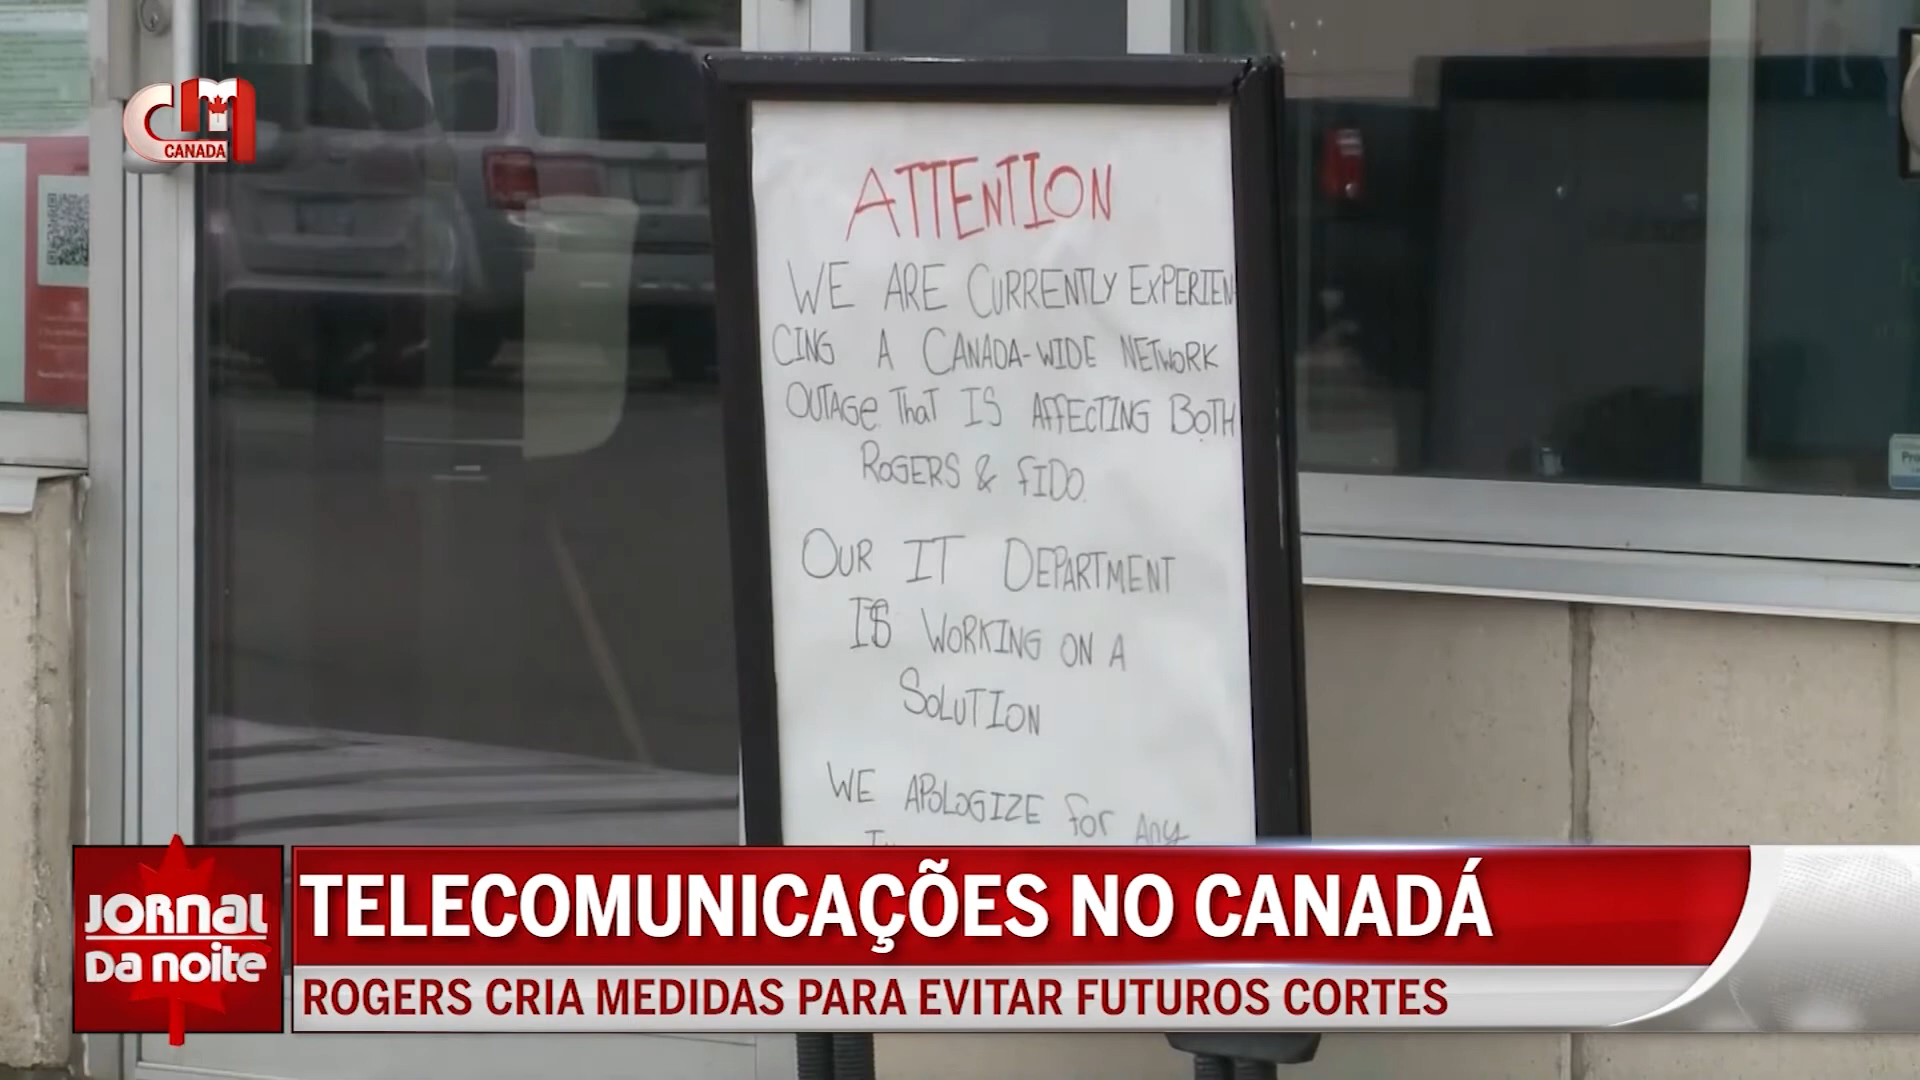 CM
CANADA
ATTENTION
WE ARE CURRENTLY EXPERIEN
CING A CANADA-WIDE NETWORK
OUTAGE THAT IS AFFECTING BOTH
ROGERS & FIDO.
OUR IT DEPARTMENT
IS WORKING ON A
SOLUTION
WE APOLOGIZE FOR ANY
JORNAL
DA NOITE
TELECOMUNICAÇÕES NO CANADÁ
ROGERS CRIA MEDIDAS PARA EVITAR FUTUROS CORTES